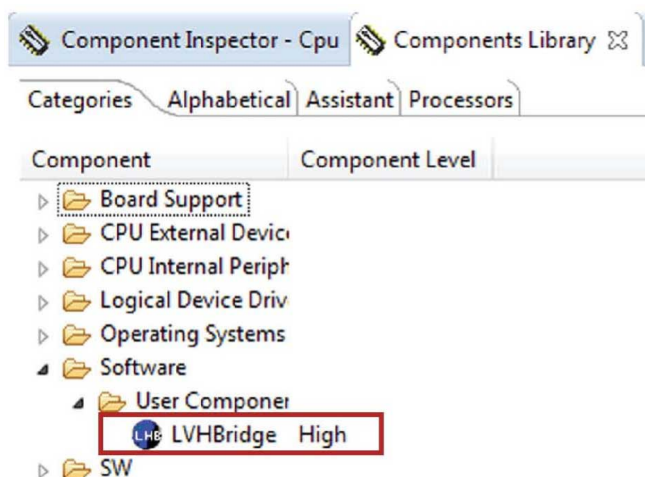 Component Inspector - Cpu Components Library
Categories Alphabetical Assistant Processors
Component Component Level
Board Support
CPU External Devic
CPU Internal Periph
Logical Device Driv
Operating Systems
Software
User Componer
LHB LVHBridge High
SW